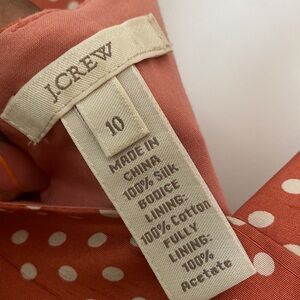 J.CREW
10
MADE IN
CHINA
100% Silk
BODICE
LINING:
100% Cotton
FULLY
LINING:
100%
Acetate